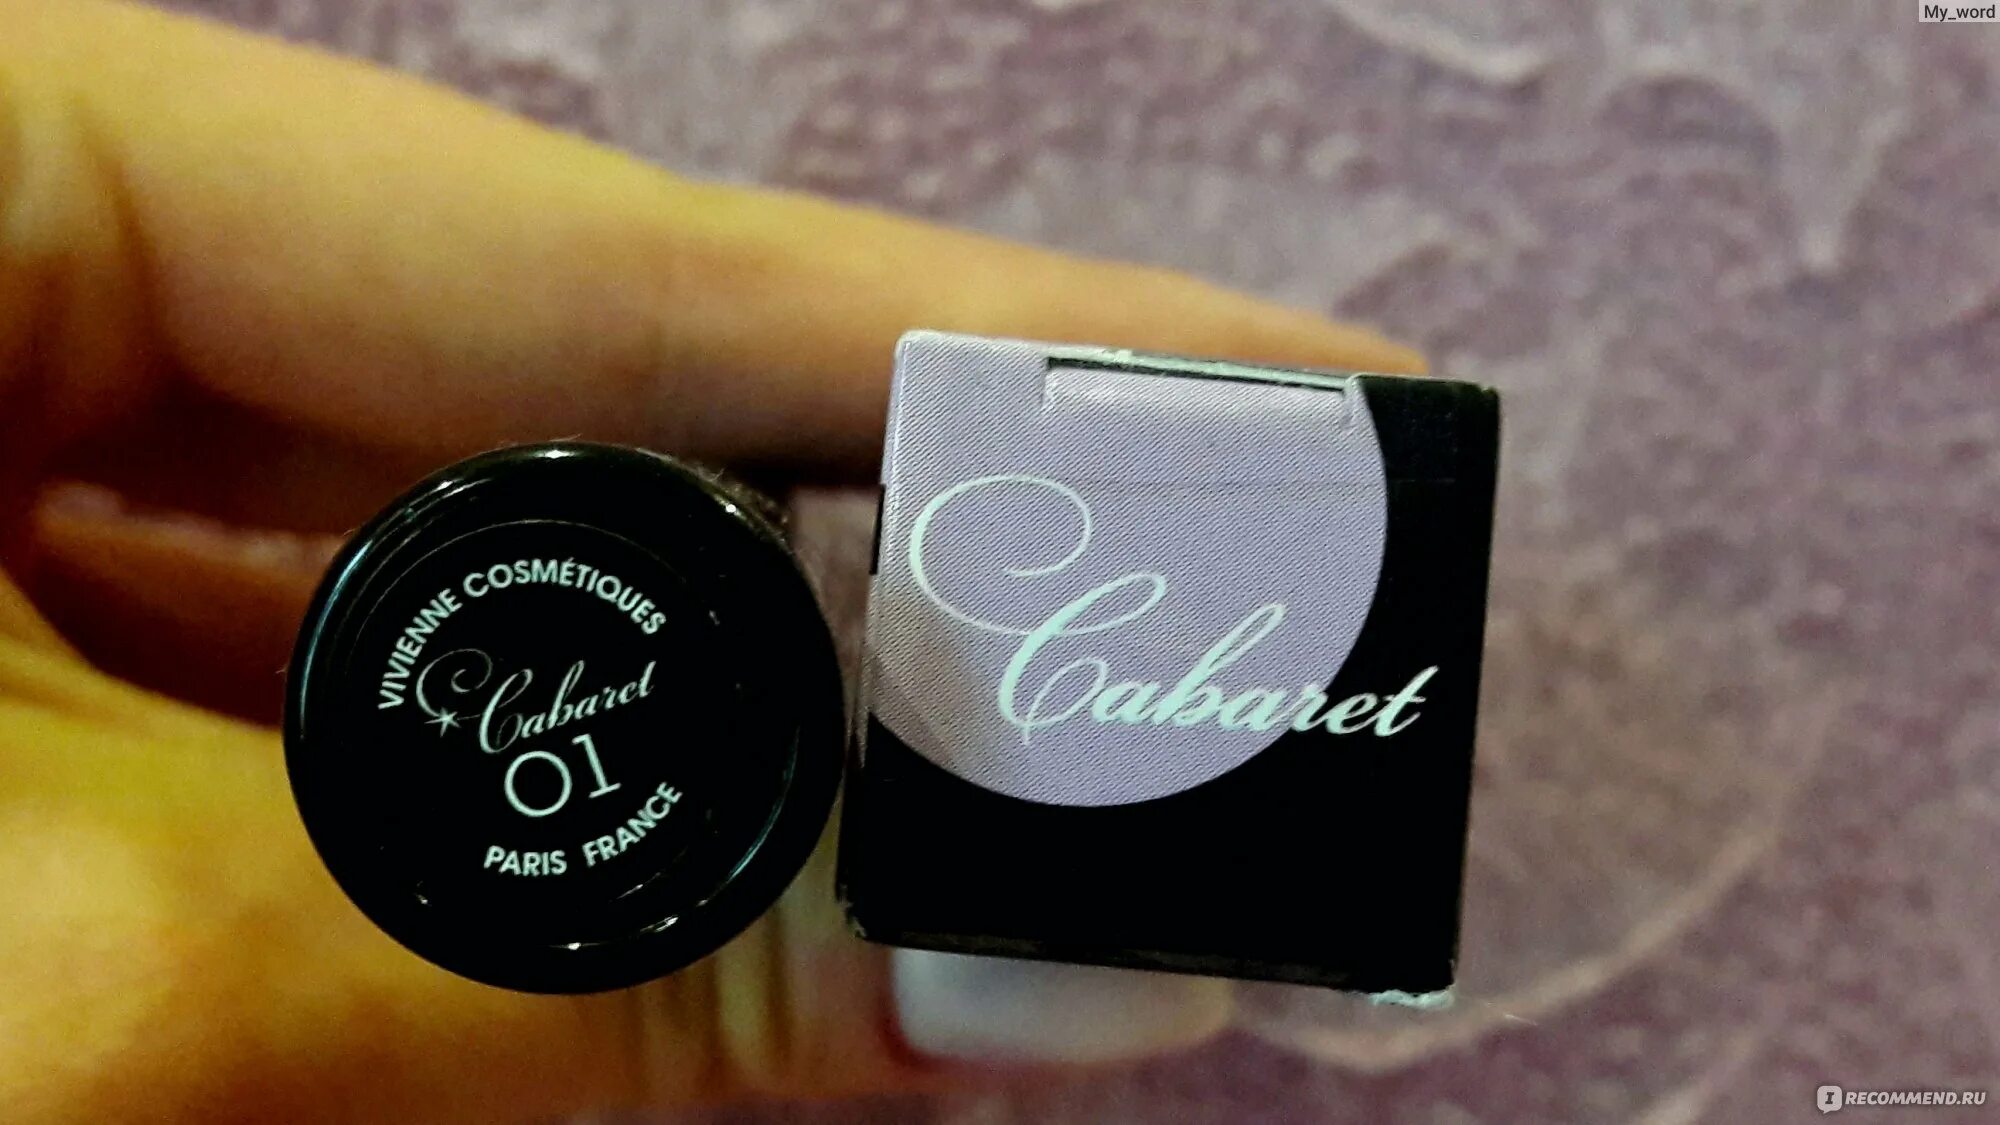 My_word
VIVIENNE COSMÉTIQUES
Cabaret
01
PARIS FRANCE
Cabaret
RECOMMEND.RU